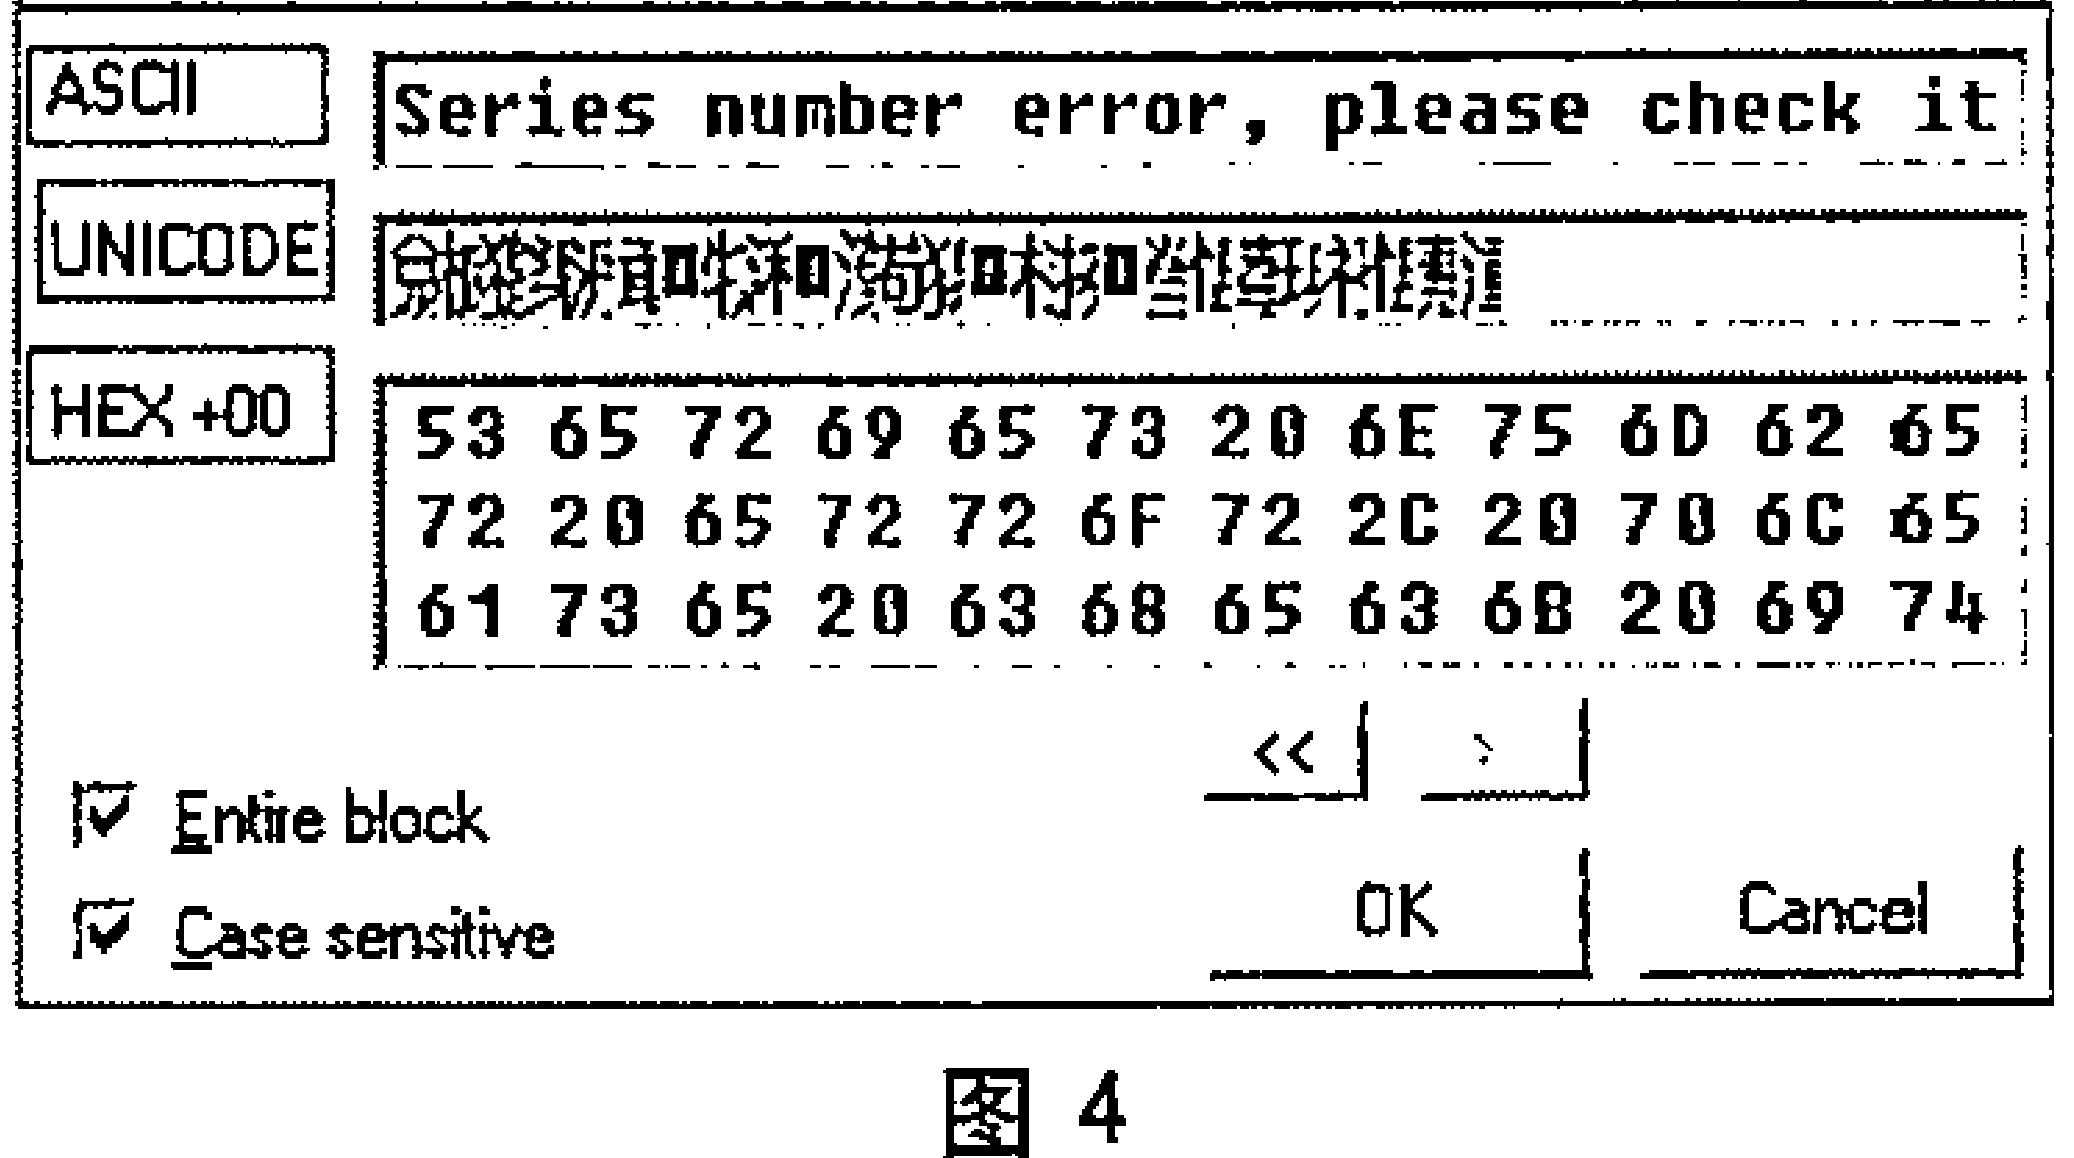 ASCII
Series number error, please check it
UNICODE
HEX +00
53 65 72 69 65 73 20 6E 75 6D 62 65
72 20 65 72 72 6F 72 2C 20 70 6C 65
61 73 65 20 63 68 65 63 6B 20 69 74
<< >
Entire block
Case sensitive
OK Cancel
图 4